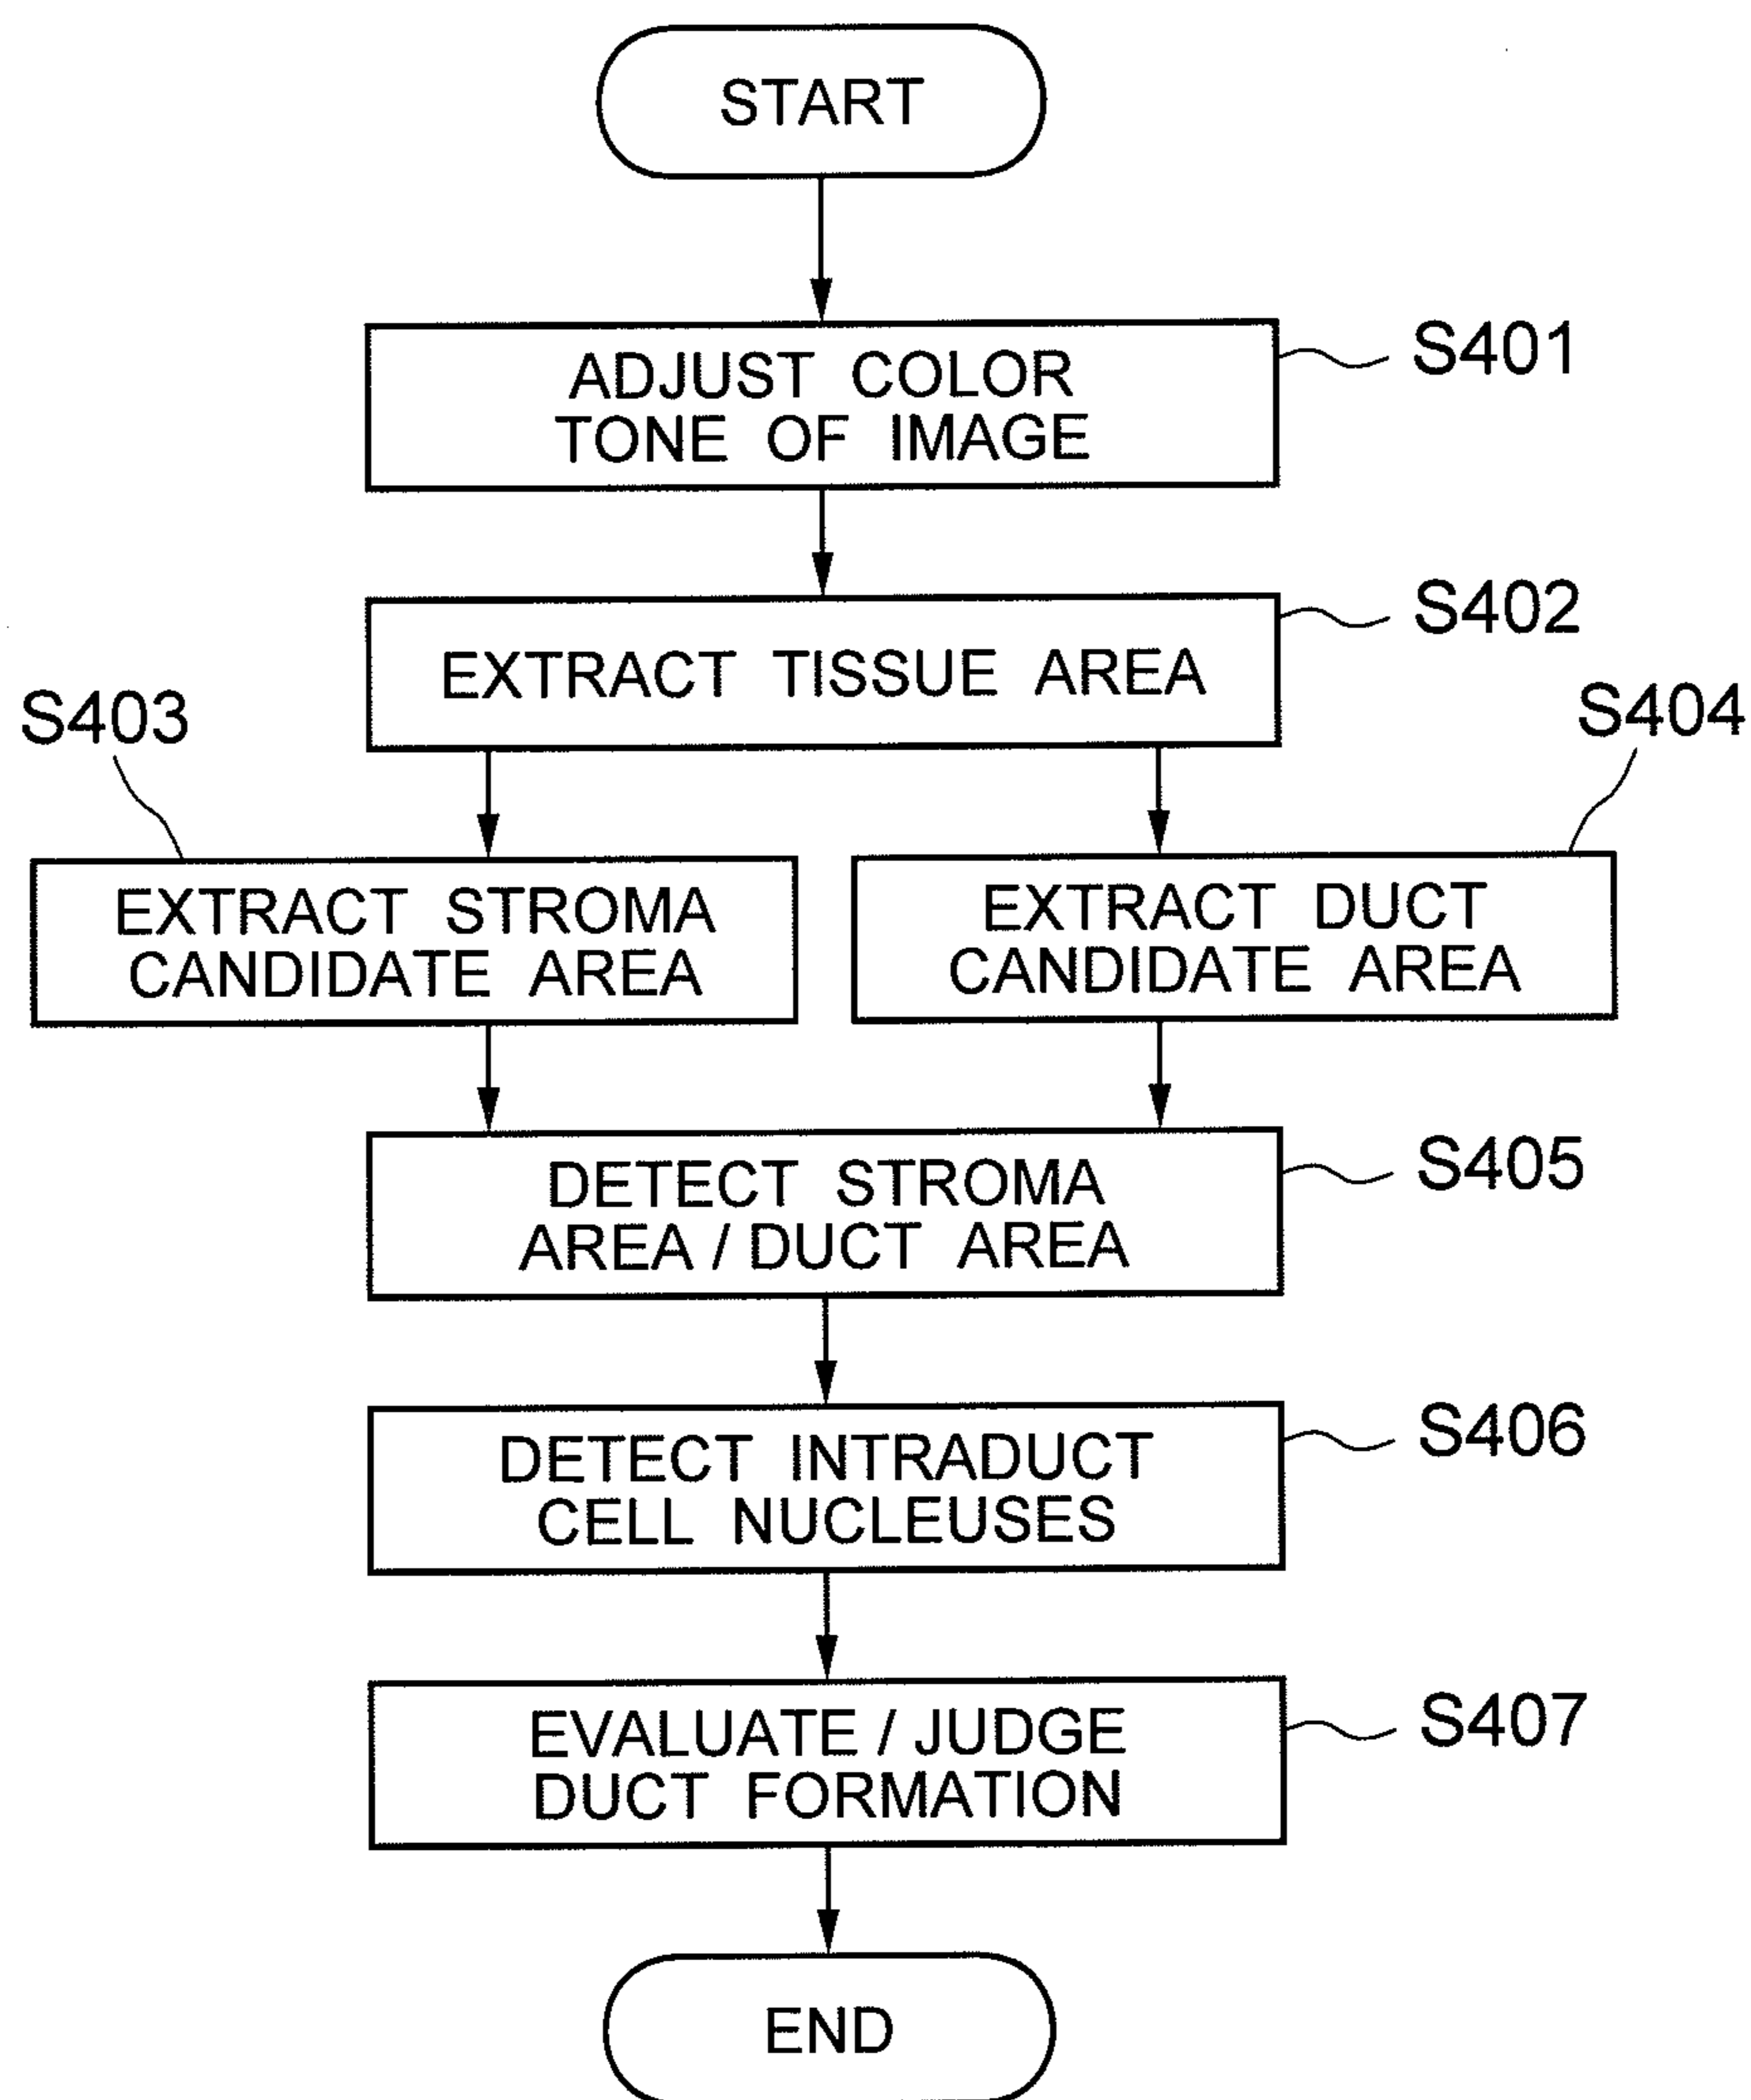 START
ADJUST COLOR
TONE OF IMAGE
S401
EXTRACT TISSUE AREA
S402
S403
S404
EXTRACT STROMA
CANDIDATE AREA
EXTRACT DUCT
CANDIDATE AREA
DETECT STROMA
AREA / DUCT AREA
S405
DETECT INTRADUCT
CELL NUCLEUSES
S406
EVALUATE / JUDGE
DUCT FORMATION
S407
END